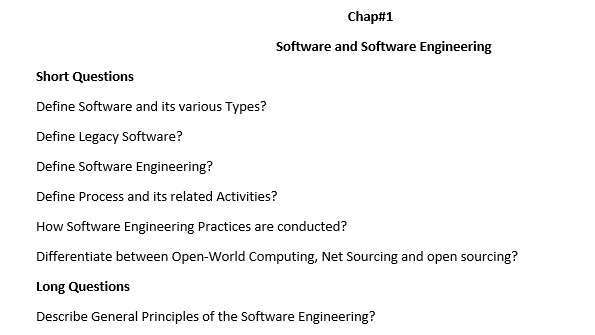 Chap#1
Software and Software Engineering
Short Questions
Define Software and its various Types?
Define Legacy Software?
Define Software Engineering?
Define Process and its related Activities?
How Software Engineering Practices are conducted?
Differentiate between Open-World Computing, Net Sourcing and open sourcing?
Long Questions
Describe General Principles of the Software Engineering?